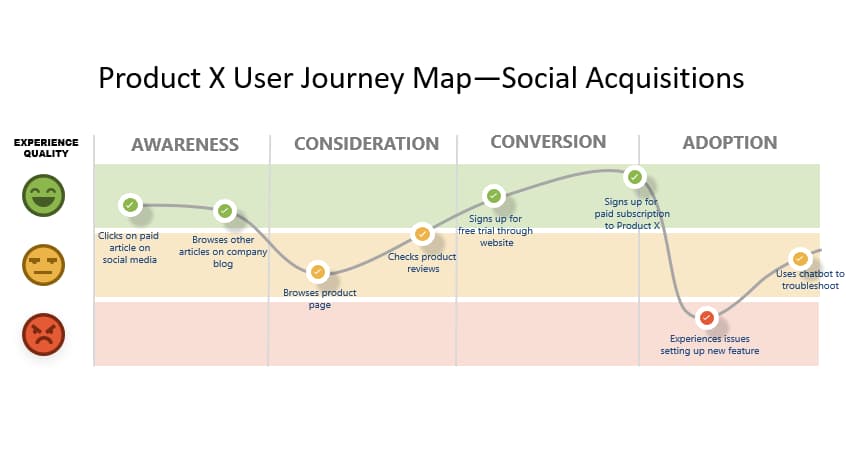 Product X User Journey Map—Social Acquisitions
EXPERIENCE
QUALITY
AWARENESS
CONSIDERATION
CONVERSION
ADOPTION
Clicks on paid
article on
social media
Browses other
articles on company
blog
Browses product
page
Checks product
reviews
Signs up for
free trial through
website
Signs up for
paid subscription
to Product X
Experiences issues
setting up new feature
Uses chatbot to
troubleshoot